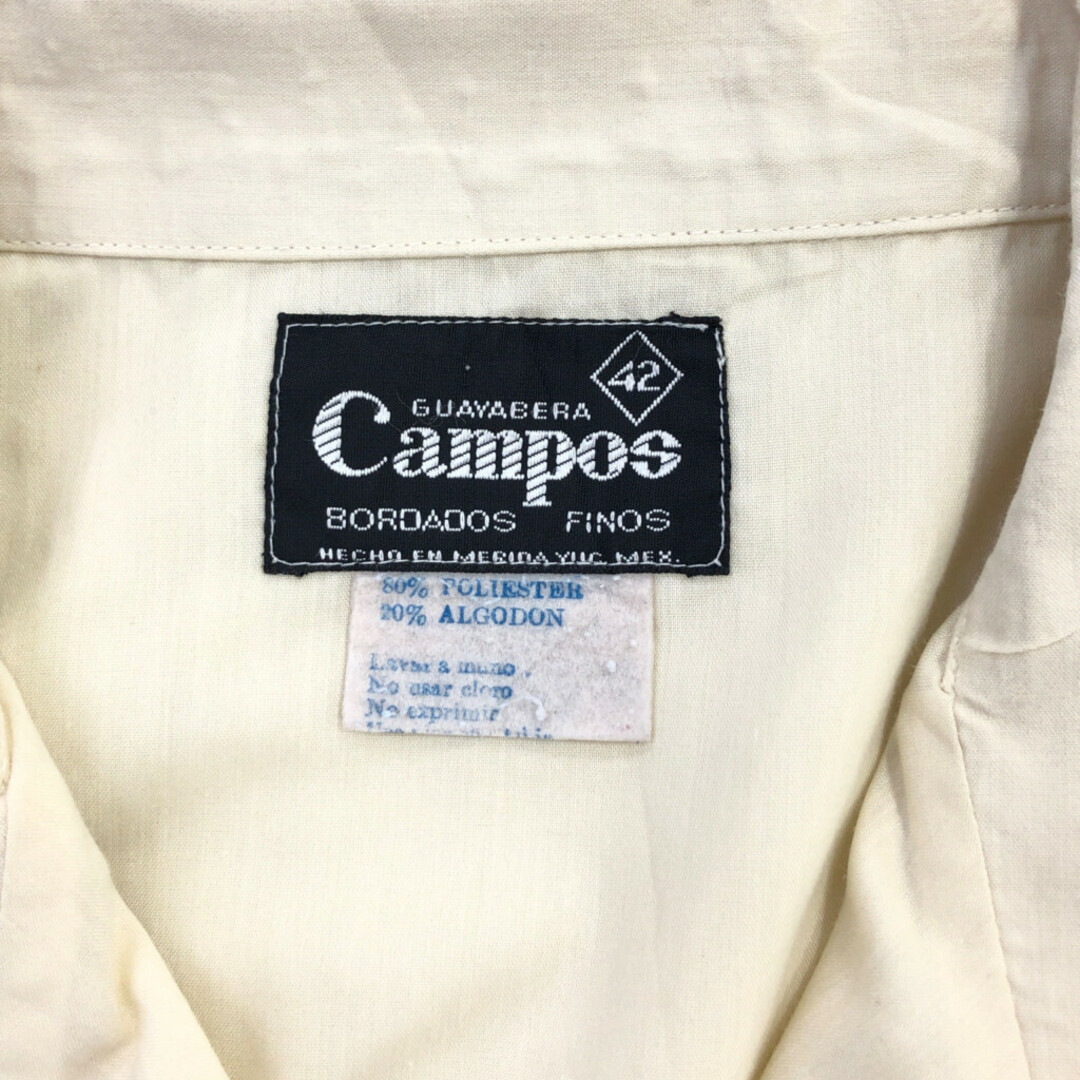 42
GUAYABERA
Campos
BORDADOS FINOS
HECHO EN MERIDA YUC. MEX.
80% POLIESTER
20% ALGODON
Lavar a mano.
No usar cloro
No exprimir